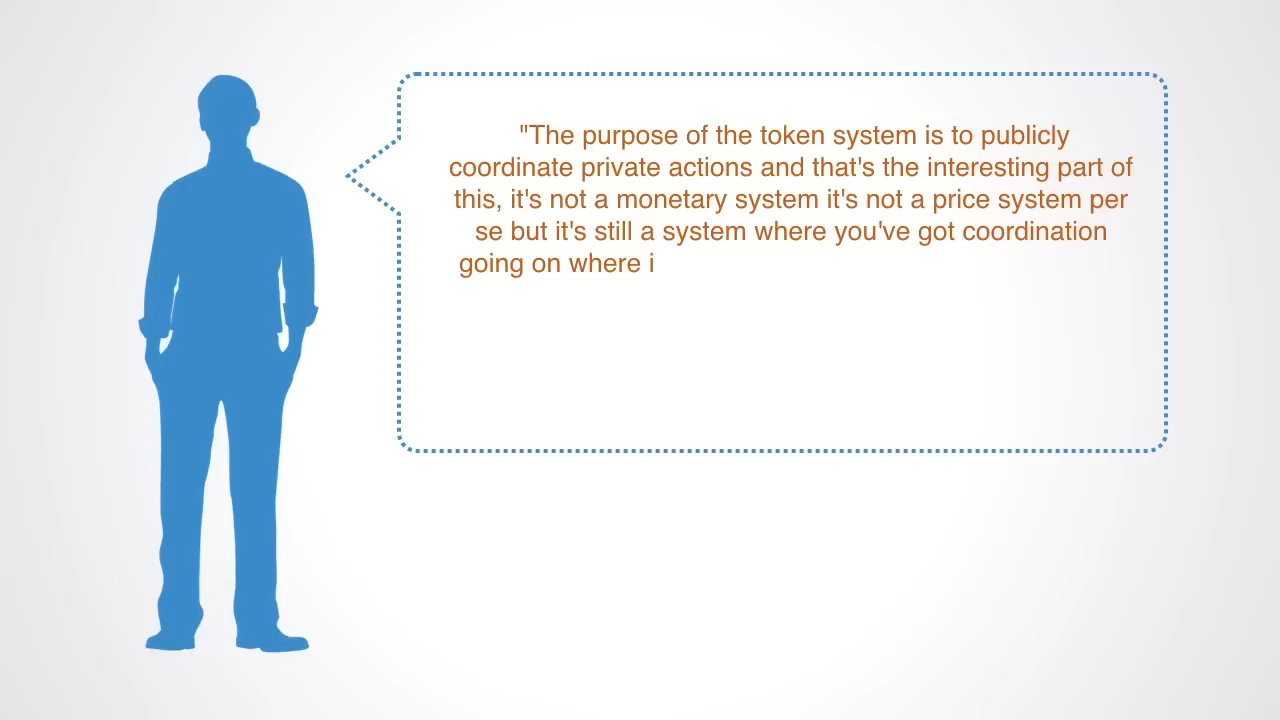 "The purpose of the token system is to publicly
coordinate private actions and that's the interesting part of
this, it's not a monetary system it's not a price system per
se but it's still a system where you've got coordination
going on where i